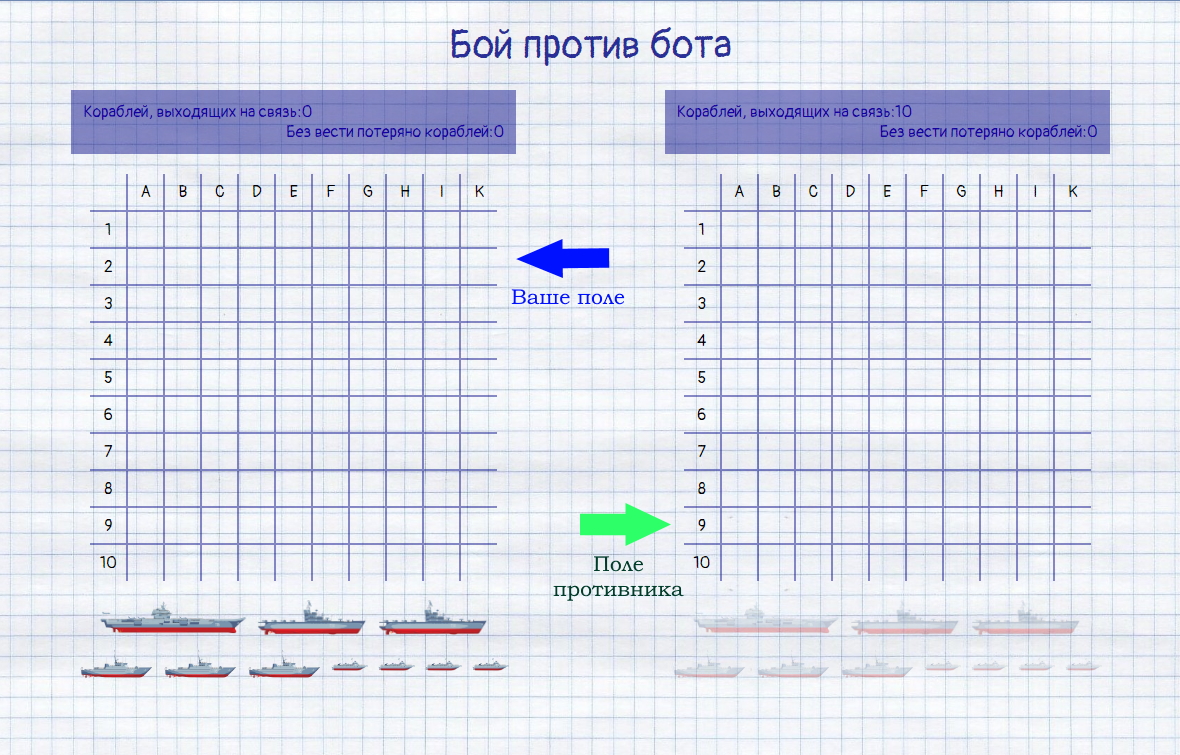 Бой против бота
Кораблей, выходящих на связь:0
Без вести потеряно кораблей:0
Кораблей, выходящих на связь:10
Без вести потеряно кораблей:0
A B C D E F G H I K
1
2
3
4
5
6
7
8
9
10
Ваше поле
A B C D E F G H I K
1
2
3
4
5
6
7
8
9
10
Поле
противника